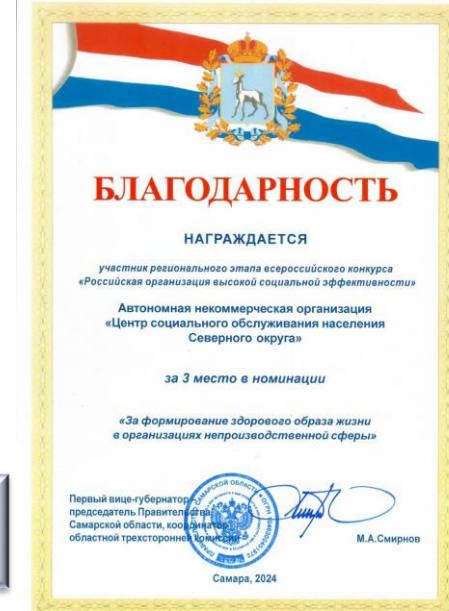 БЛАГОДАРНОСТЬ
НАГРАЖДАЕТСЯ
участник регионального этапа всероссийского конкурса
«Российская организация высокой социальной эффективности»
Автономная некоммерческая организация
«Центр социального обслуживания населения
Северного округа»
за 3 место в номинации
«За формирование здорового образа жизни
в организациях непроизводственной сферы»
Первый вице-губернатор -
председатель Правительства
Самарской области, координатор
областной трехсторонней комиссии
М.А.Смирнов
Самара, 2024